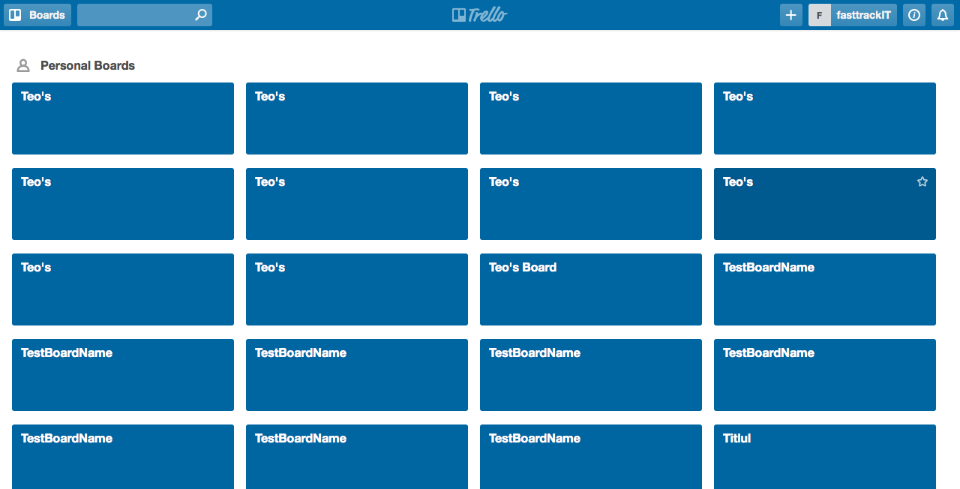 Boards
Trello
F fasttrackIT
Personal Boards
Teo's Teo's Teo's Teo's
Teo's Teo's Teo's Teo's
Teo's Teo's Teo's Board TestBoardName
TestBoardName TestBoardName TestBoardName TestBoardName
TestBoardName TestBoardName TestBoardName Titlul